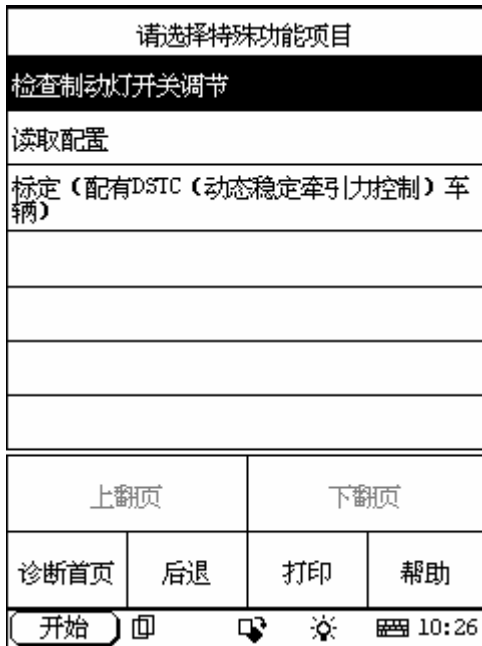 请选择特殊功能项目
检查制动灯开关调节
读取配置
标定（配有DSTC（动态稳定牵引力控制）车
辆）
上翻页
下翻页
诊断首页
后退
打印
帮助
开始
10:26